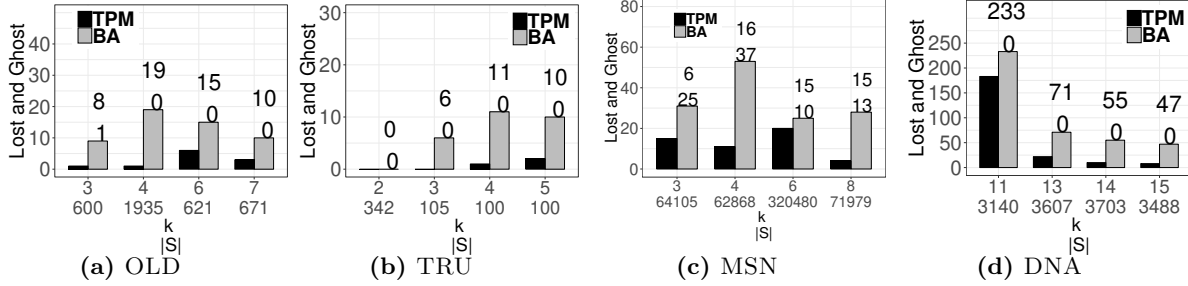 Lost and Ghost
0
10
20
30
40
TPM
BA
8
1
19
0
15
0
10
0
3 4 6 7
600 1935 621 671
k
|S|
(a) OLD
Lost and Ghost
0
10
20
30
TPM
BA
0
0
6
0
11
0
10
0
2 3 4 5
342 105 100 100
k
|S|
(b) TRU
Lost and Ghost
20
40
60
80
TPM
BA
6
25
16
37
15
10
15
13
3 4 6 8
64105 62868 320480 71979
k
|S|
(c) MSN
Lost and Ghost
0
50
100
150
200
250
TPM
BA
233
0
71
0
55
0
47
0
11 13 14 15
3140 3607 3703 3488
k
|S|
(d) DNA